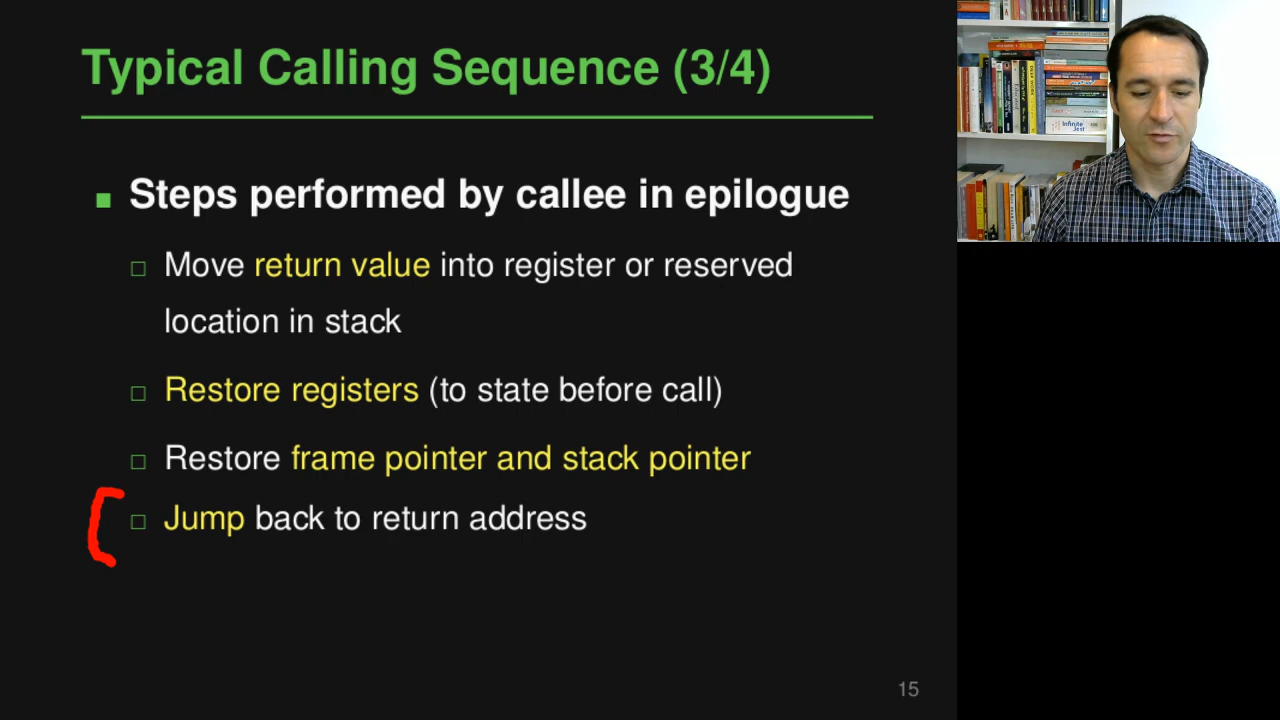 Typical Calling Sequence (3/4)
Steps performed by callee in epilogue
Move return value into register or reserved
location in stack
Restore registers (to state before call)
Restore frame pointer and stack pointer
Jump back to return address
15
Infinite
Jest